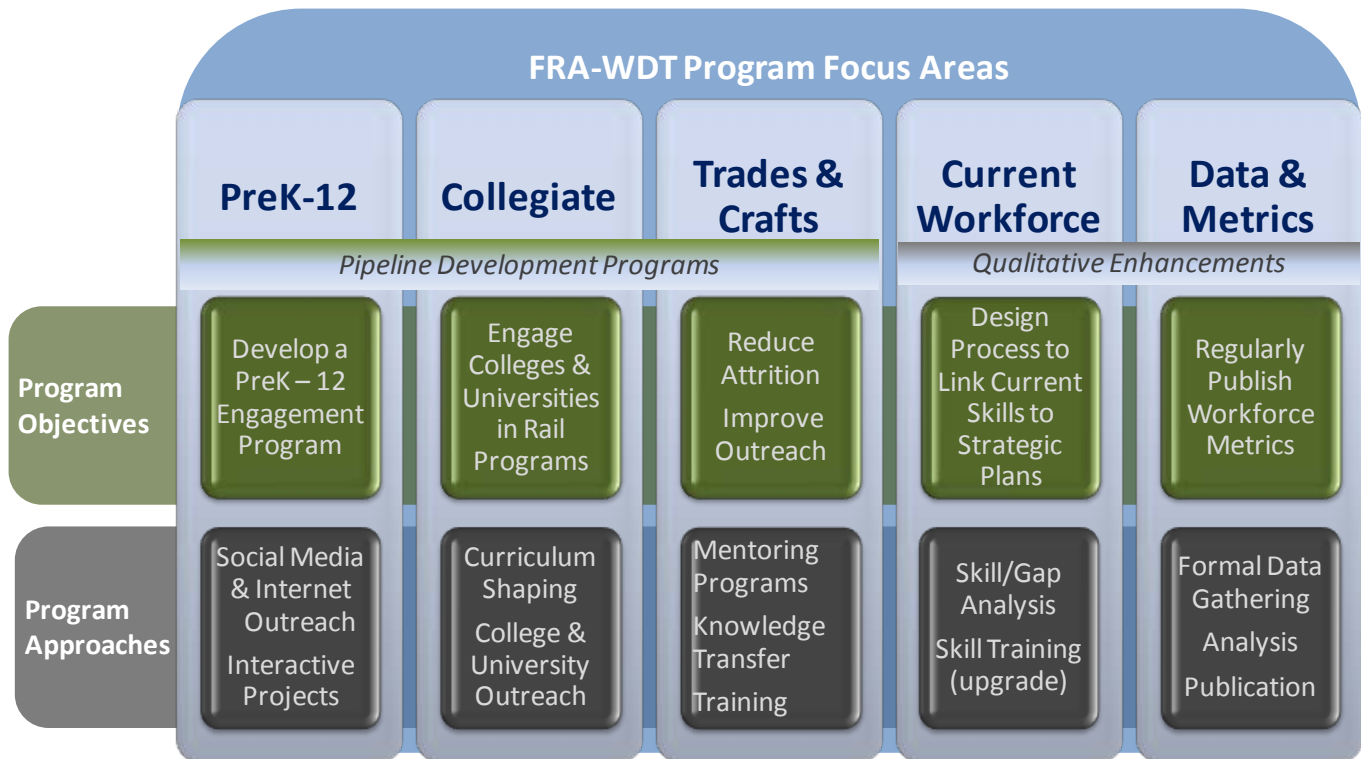 FRA-WDT Program Focus Areas
PreK-12
Collegiate
Trades &
Crafts
Current
Workforce
Data &
Metrics
Pipeline Development Programs
Qualitative Enhancements
Program
Objectives
Develop a
PreK – 12
Engagement
Program
Engage
Colleges &
Universities
in Rail
Programs
Reduce
Attrition
Improve
Outreach
Design
Process to
Link Current
Skills to
Strategic
Plans
Regularly
Publish
Workforce
Metrics
Program
Approaches
Social Media
& Internet
Outreach
Interactive
Projects
Curriculum
Shaping
College &
University
Outreach
Mentoring
Programs
Knowledge
Transfer
Training
Skill/Gap
Analysis
Skill Training
(upgrade)
Formal Data
Gathering
Analysis
Publication